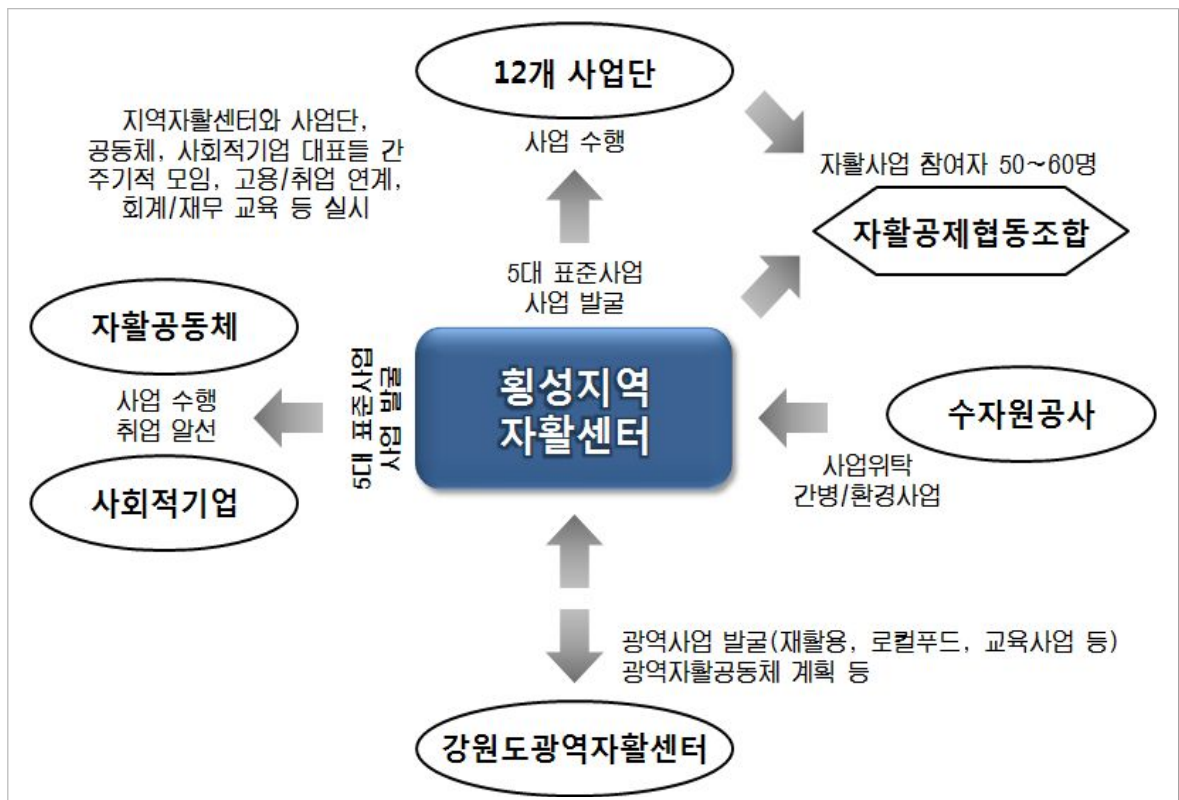 12개 사업단
사업 수행
지역자활센터와 사업단,
공동체, 사회적기업 대표들 간
주기적 모임, 고용/취업 연계,
회계/재무 교육 등 실시
자활사업 참여자 50~60명
자활공제협동조합
5대 표준사업
사업 발굴
자활공동체
사업 수행
취업 알선
사회적기업
5대 표준사업
사업 발굴
횡성지역
자활센터
수자원공사
사업위탁
간병/환경사업
광역사업 발굴(재활용, 로컬푸드, 교육사업 등)
광역자활공동체 계획 등
강원도광역자활센터